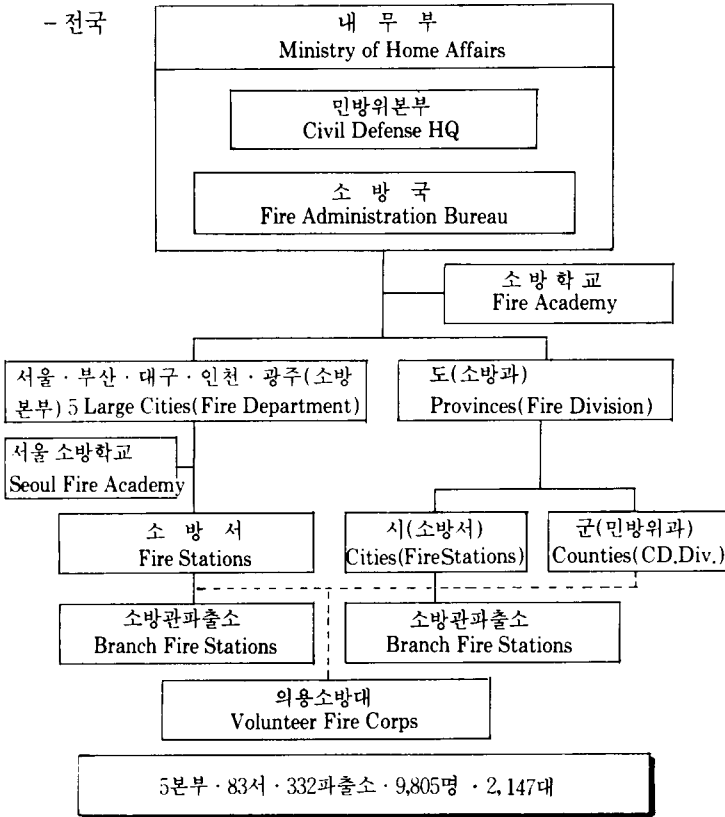 – 전국
내 무 부
Ministry of Home Affairs
민방위본부
Civil Defense HQ
소 방 국
Fire Administration Bureau
소 방 학 교
Fire Academy
서울 · 부산 · 대구 · 인천 · 광주(소방
본부) 5 Large Cities(Fire Department)
도(소방과)
Provinces(Fire Division)
서울 소방학교
Seoul Fire Academy
소 방 서
Fire Stations
시(소방서)
Cities(FireStations)
군(민방위과)
Counties(CD.Div.)
소방관파출소
Branch Fire Stations
소방관파출소
Branch Fire Stations
의용소방대
Volunteer Fire Corps
5본부 · 83서 · 332파출소 · 9,805명 · 2,147대